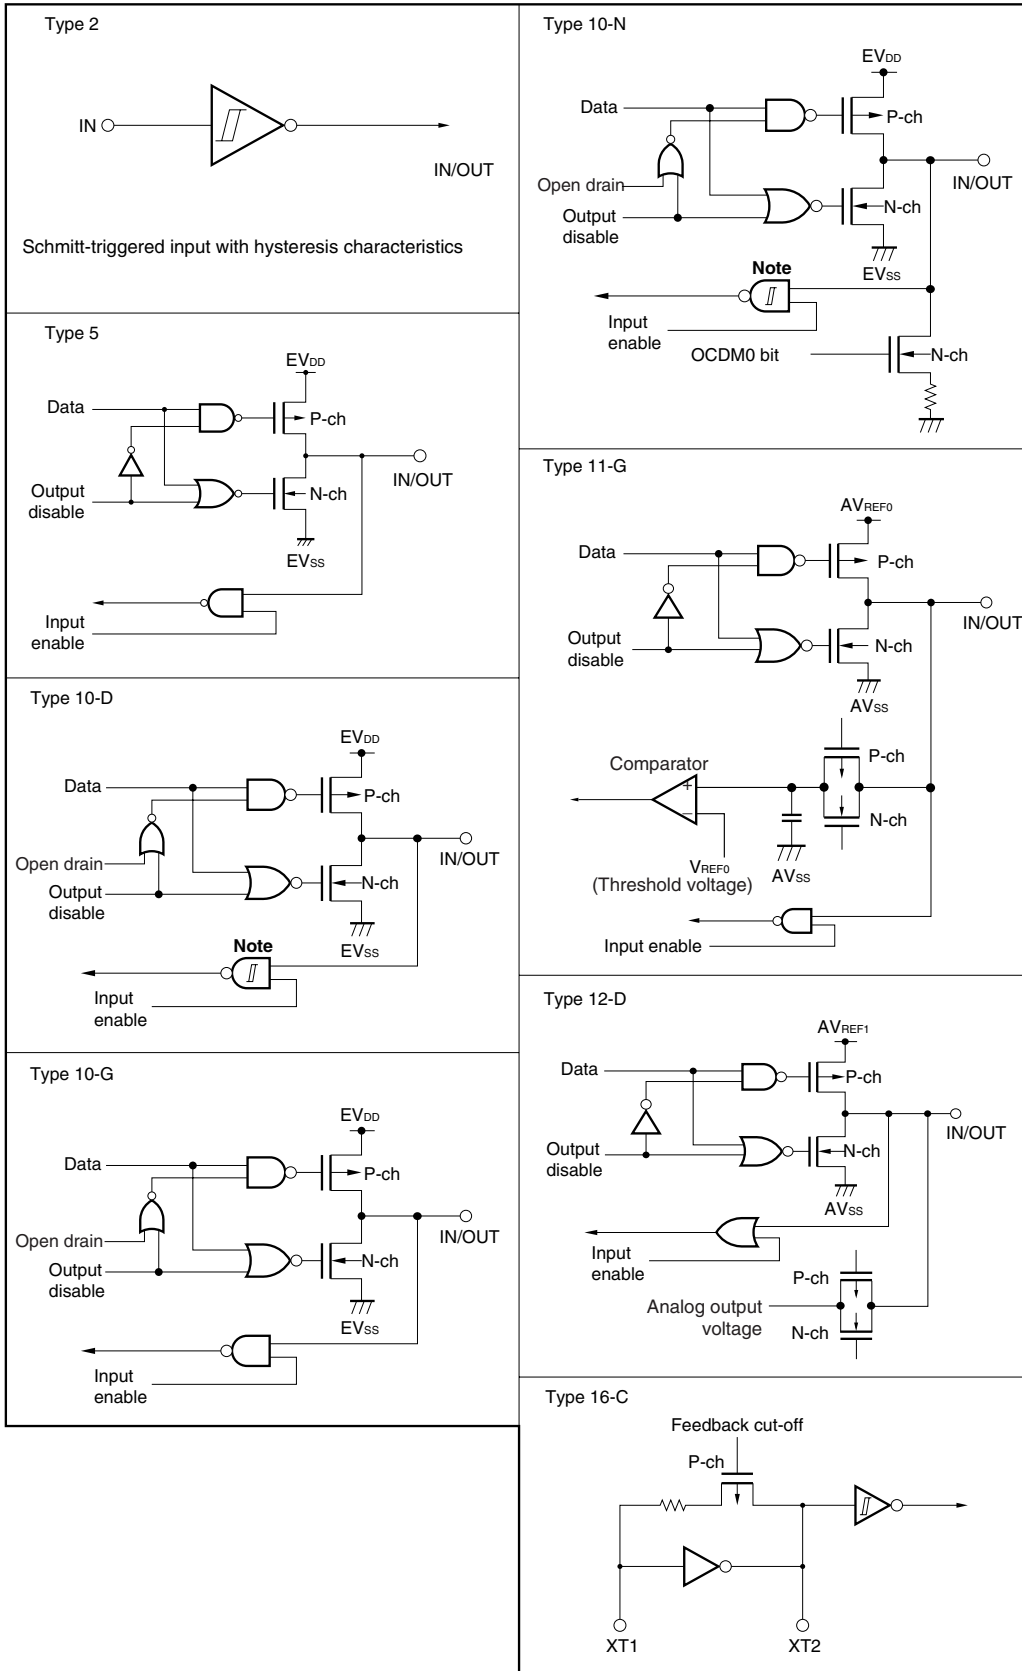 Type 2
IN
IN/OUT
Schmitt-triggered input with hysteresis characteristics
Type 5
EVDD
Data
P-ch
IN/OUT
Output
disable
N-ch
EVSS
Input
enable
Type 10-D
EVDD
Data
P-ch
IN/OUT
Open drain
N-ch
Output
disable
EVSS
Note
Input
enable
Type 10-G
EVDD
Data
P-ch
IN/OUT
Open drain
N-ch
Output
disable
EVSS
Input
enable
Type 10-N
EVDD
Data
P-ch
Open drain
IN/OUT
N-ch
Output
disable
EVSS
Note
Input
enable
OCDM0 bit
N-ch
Type 11-G
AVREF0
Data
P-ch
IN/OUT
Output
disable
N-ch
AVSS
P-ch
Comparator
+
−
N-ch
VREF0
(Threshold voltage)
AVSS
Input enable
Type 12-D
AVREF1
Data
P-ch
IN/OUT
Output
disable
N-ch
AVSS
Input
enable
P-ch
Analog output
voltage
N-ch
Type 16-C
Feedback cut-off
P-ch
XT1
XT2